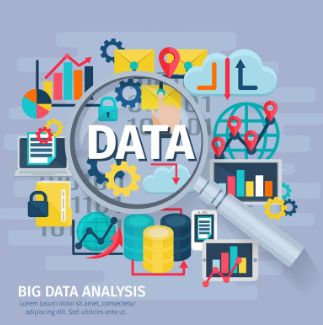 DATA
BIG DATA ANALYSIS
Lorem ipsum dolor sit amet, consectetur
adipiscing elit. Sed ultricies ante ut.